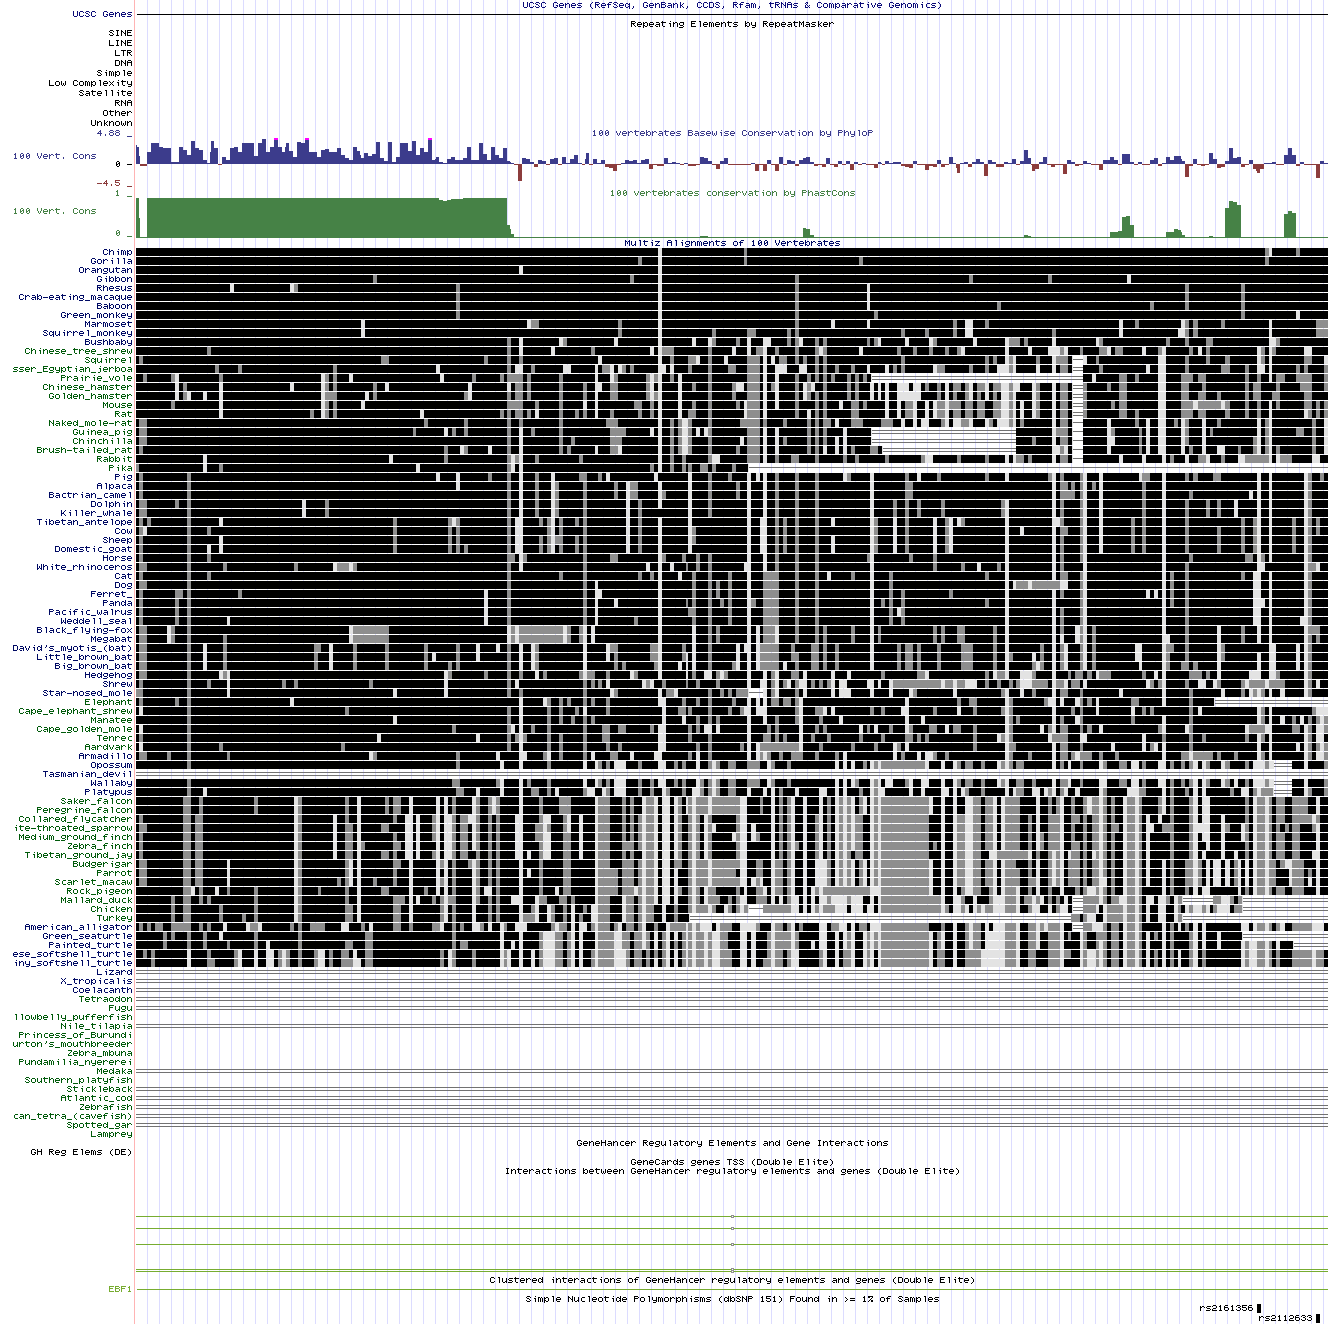 UCSC Genes (RefSeq, GenBank, CCDS, Rfam, tRNAs & Comparative Genomics)
UCSC Genes
Repeating Elements by RepeatMasker
SINE
LINE
LTR
DNA
Simple
Low Complexity
Satellite
RNA
Other
Unknown
4.88 _
100 vertebrates Basewise Conservation by PhyloP
100 Vert. Cons
0 _
-4.5 _
1 _
100 vertebrates conservation by PhastCons
100 Vert. Cons
0 _
Multiz Alignments of 100 Vertebrates
Chimp
Gorilla
Orangutan
Gibbon
Rhesus
Crab-eating_macaque
Baboon
Green_monkey
Marmoset
Squirrel_monkey
Bushbaby
Chinese_tree_shrew
Squirrel
sser_Egyptian_jerboa
Prairie_vole
Chinese_hamster
Golden_hamster
Mouse
Rat
Naked_mole-rat
Guinea_pig
Chinchilla
Brush-tailed_rat
Rabbit
Pika
Pig
Alpaca
Bactrian_camel
Dolphin
Killer_whale
Tibetan_antelope
Cow
Sheep
Domestic_goat
Horse
White_rhinoceros
Cat
Dog
Ferret_
Panda
Pacific_walrus
Weddell_seal
Black_flying-fox
Megabat
David's_myotis_(bat)
Little_brown_bat
Big_brown_bat
Hedgehog
Shrew
Star-nosed_mole
Elephant
Cape_elephant_shrew
Manatee
Cape_golden_mole
Tenrec
Aardvark
Armadillo
Opossum
Tasmanian_devil
Wallaby
Platypus
Saker_falcon
Peregrine_falcon
Collared_flycatcher
ite-throated_sparrow
Medium_ground_finch
Zebra_finch
Tibetan_ground_jay
Budgerigar
Parrot
Scarlet_macaw
Rock_pigeon
Mallard_duck
Chicken
Turkey
American_alligator
Green_seaturtle
Painted_turtle
ese_softshell_turtle
iny_softshell_turtle
Lizard
X_tropicalis
Coelacanth
Tetraodon
Fugu
llowbelly_pufferfish
Nile_tilapia
Princess_of_Burundi
urton's_mouthbreeder
Zebra_mbuna
Pundamilia_nyererei
Medaka
Southern_platyfish
Stickleback
Atlantic_cod
Zebrafish
can_tetra_(cavefish)
Spotted_gar
Lamprey
GeneHancer Regulatory Elements and Gene Interactions
GH Reg Elems (DE)
GeneCards genes TSS (Double Elite)
Interactions between GeneHancer regulatory elements and genes (Double Elite)
Clustered interactions of GeneHancer regulatory elements and genes (Double Elite)
EBF1
Simple Nucleotide Polymorphisms (dbSNP 151) Found in >= 1% of Samples
rs2161356
rs2112633